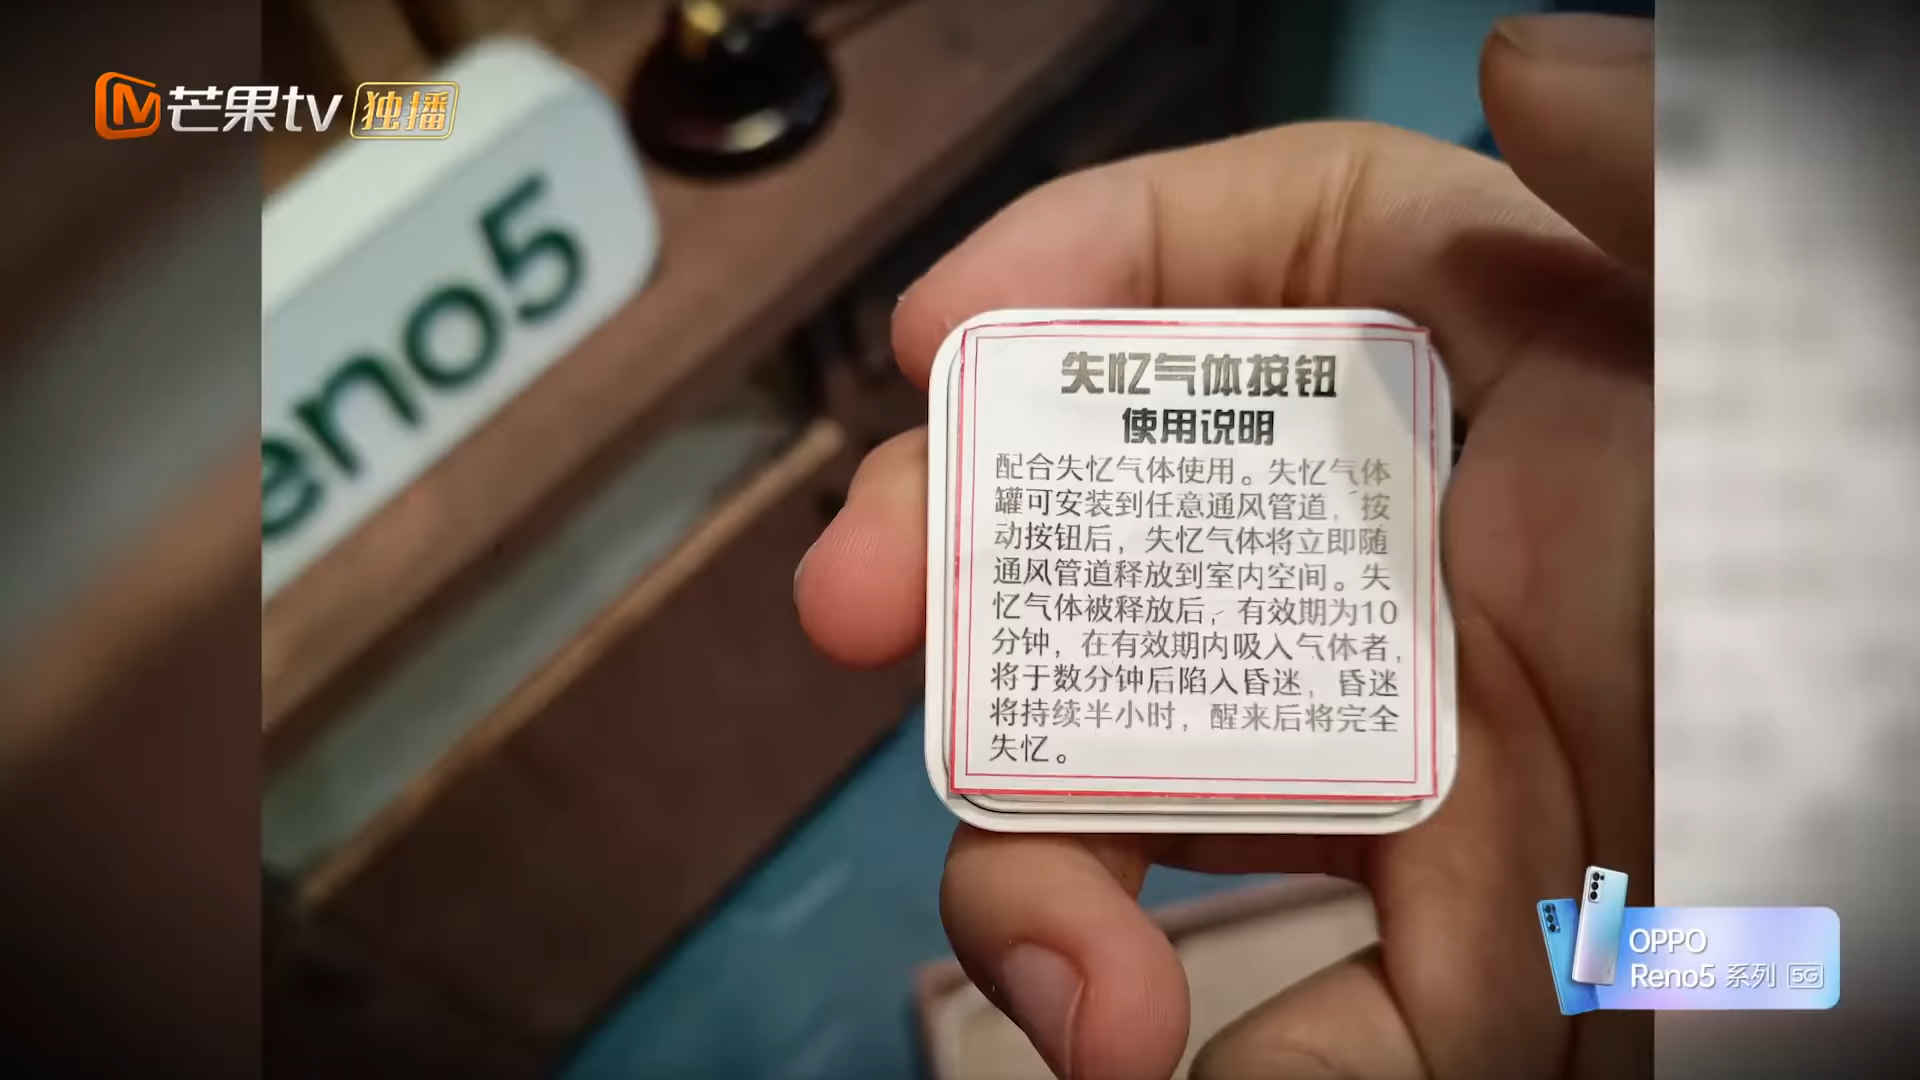 芒果tv 独播
eno5
失忆气体按钮
使用说明
配合失忆气体使用。失忆气体
罐可安装到任意通风管道，按
动按钮后，失忆气体将立即随
通风管道释放到室内空间。失
忆气体被释放后，有效期为10
分钟，在有效期内吸入气体者，
将于数分钟后陷入昏迷，昏迷
将持续半小时，醒来后将完全
失忆。
OPPO
Reno5 系列 5G